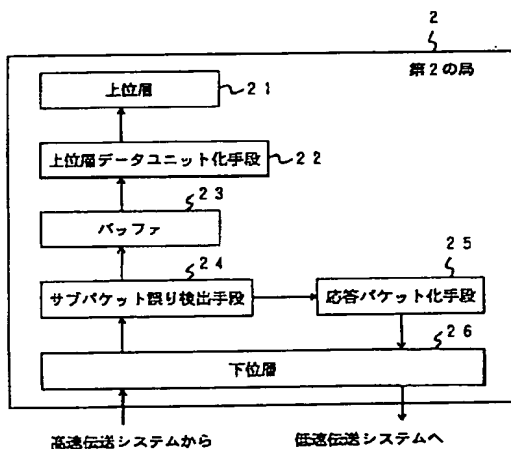 2
第2の局
上位層
21
上位層データユニット化手段
22
23
バッファ
24
サブパケット誤り検出手段
25
応答パケット化手段
26
下位層
高速伝送システムから
低速伝送システムへ